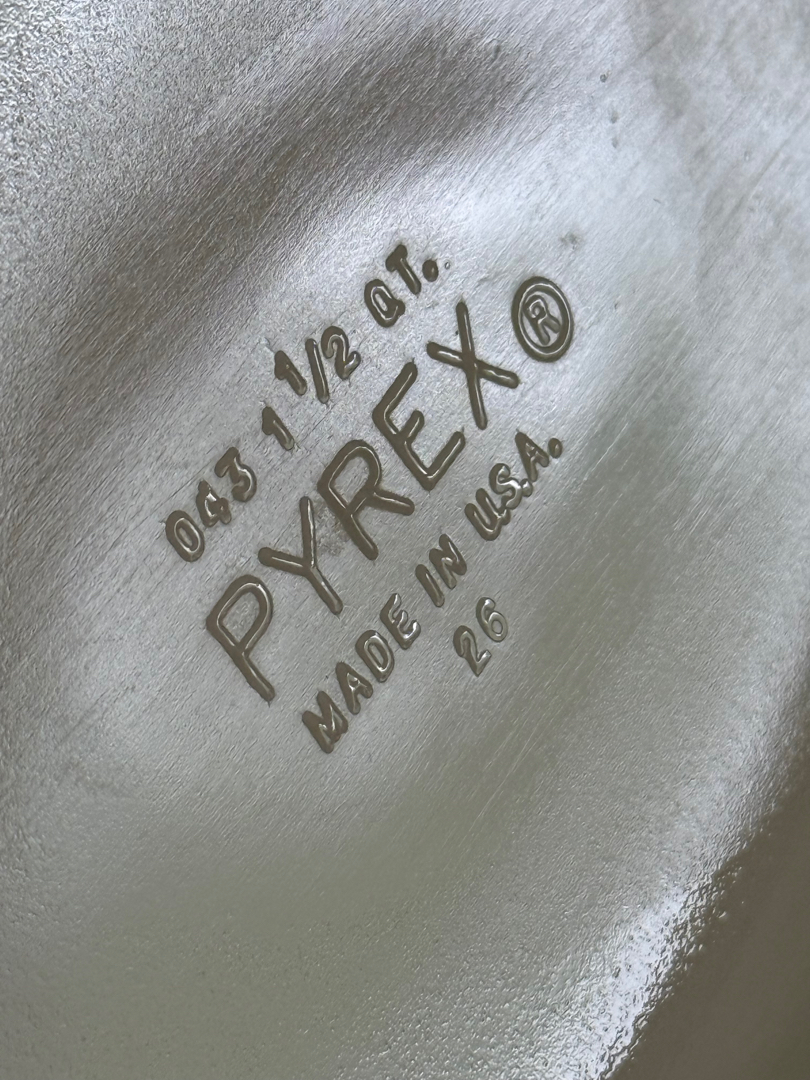 043 1 1/2 QT.
PYREX ®
MADE IN U.S.A.
26